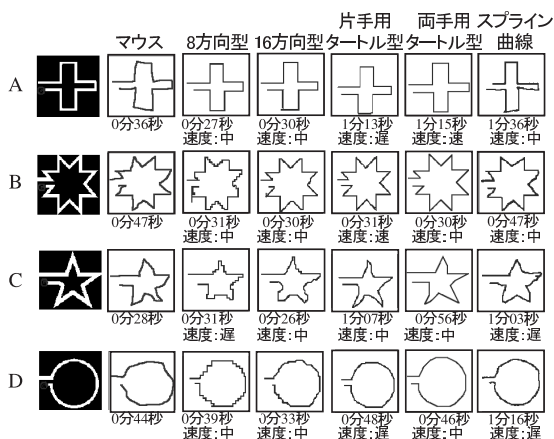 片手用 両手用 スプライン
マウス 8方向型 16方向型 タートル型 タートル型 曲線
A
0分36秒 0分27秒 0分30秒 1分13秒 1分15秒 1分36秒
速度:中 速度:中 速度:遅 速度:速 速度:中
B
0分47秒 0分31秒 0分30秒 0分31秒 0分30秒 0分47秒
速度:中 速度:中 速度:速 速度:中 速度:中
C
0分28秒 0分31秒 0分26秒 1分07秒 0分56秒 1分03秒
速度:遅 速度:中 速度:中 速度:中 速度:遅
D
0分44秒 0分39秒 0分33秒 0分48秒 0分46秒 1分16秒
速度:中 速度:中 速度:遅 速度:中 速度:遅